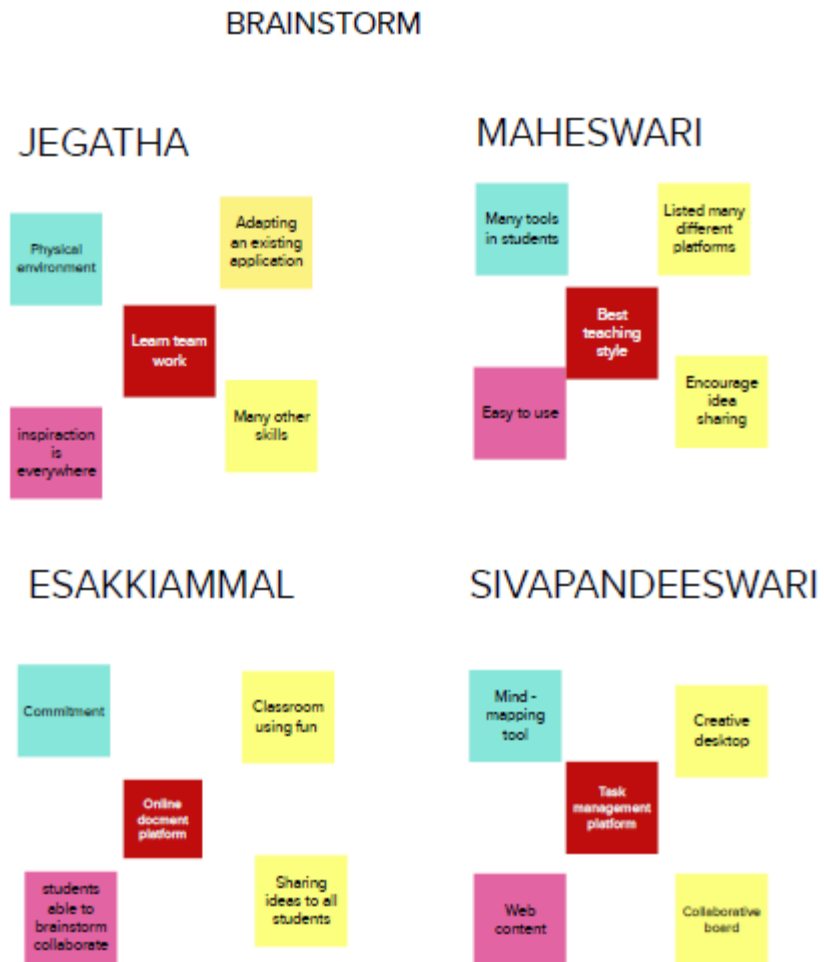 BRAINSTORM
JEGATHA
Physical
environment
Adapting
an existing
application
Learn team
work
inspiraction
is
everywhere
Many other
skills
MAHESWARI
Many tools
in students
Listed many
different
platforms
Best
teaching
style
Easy to use
Encourage
idea
sharing
ESAKKIAMMAL
Commitment
Classroom
using fun
Online
docment
platform
students
able to
brainstorm
collaborate
Sharing
ideas to all
students
SIVAPANDEESWARI
Mind -
mapping
tool
Creative
desktop
Task
management
platform
Web
content
Collaborative
board